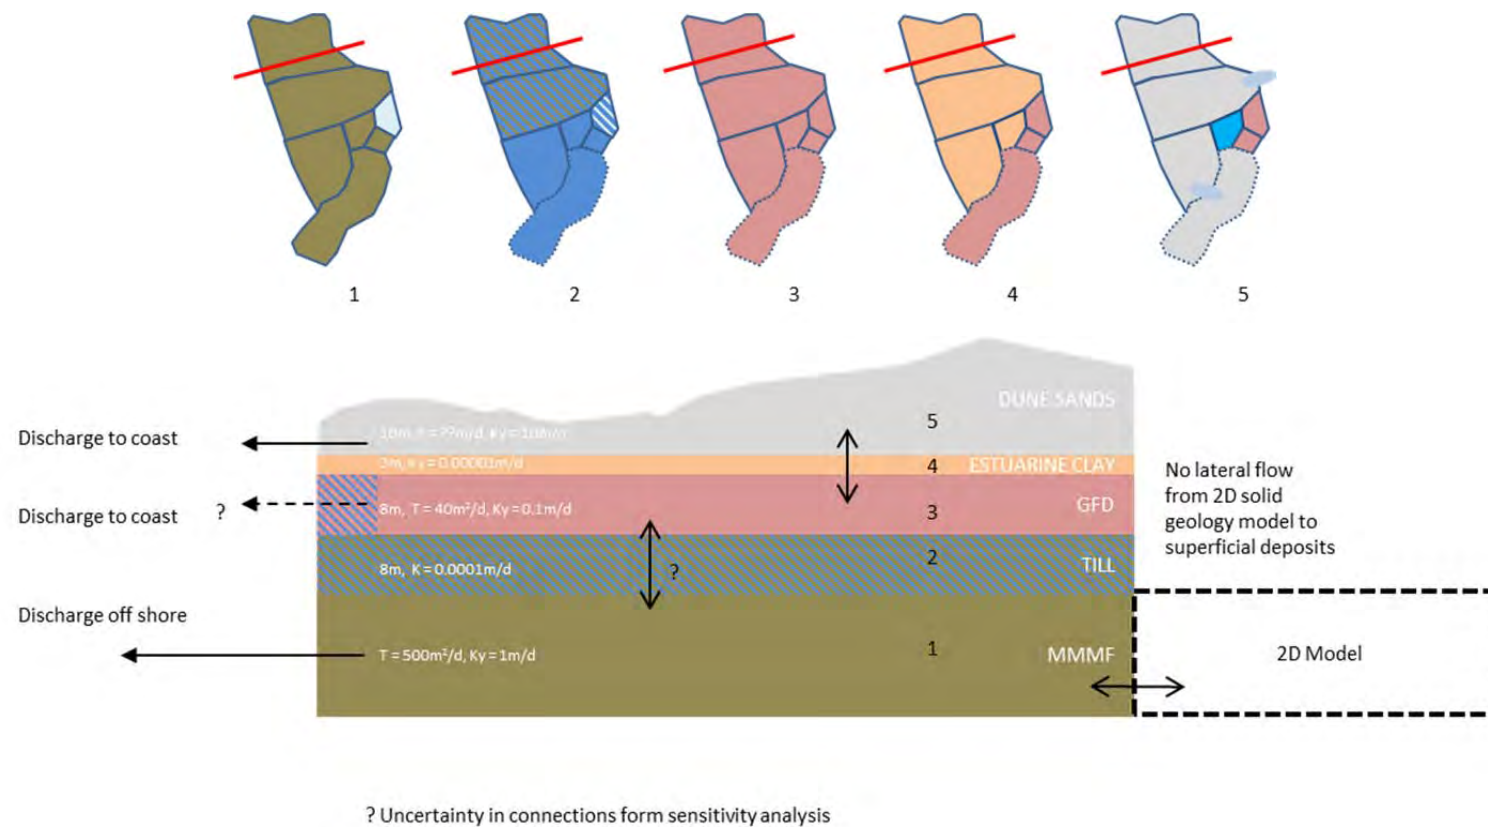 1
2
3
4
5
DUNE SANDS
5
Discharge to coast
4
ESTUARINE CLAY
No lateral flow
from 2D solid
geology model to
superficial deposits
Discharge to coast
?
8m, T = 40m²/d, Ky=0.1m/d
3
GFD
2
8m, K = 0.0001m/d
?
TILL
Discharge off shore
1
T = 500m²/d, Ky = 1m/d
MMMF
2D Model
? Uncertainty in connections form sensitivity analysis